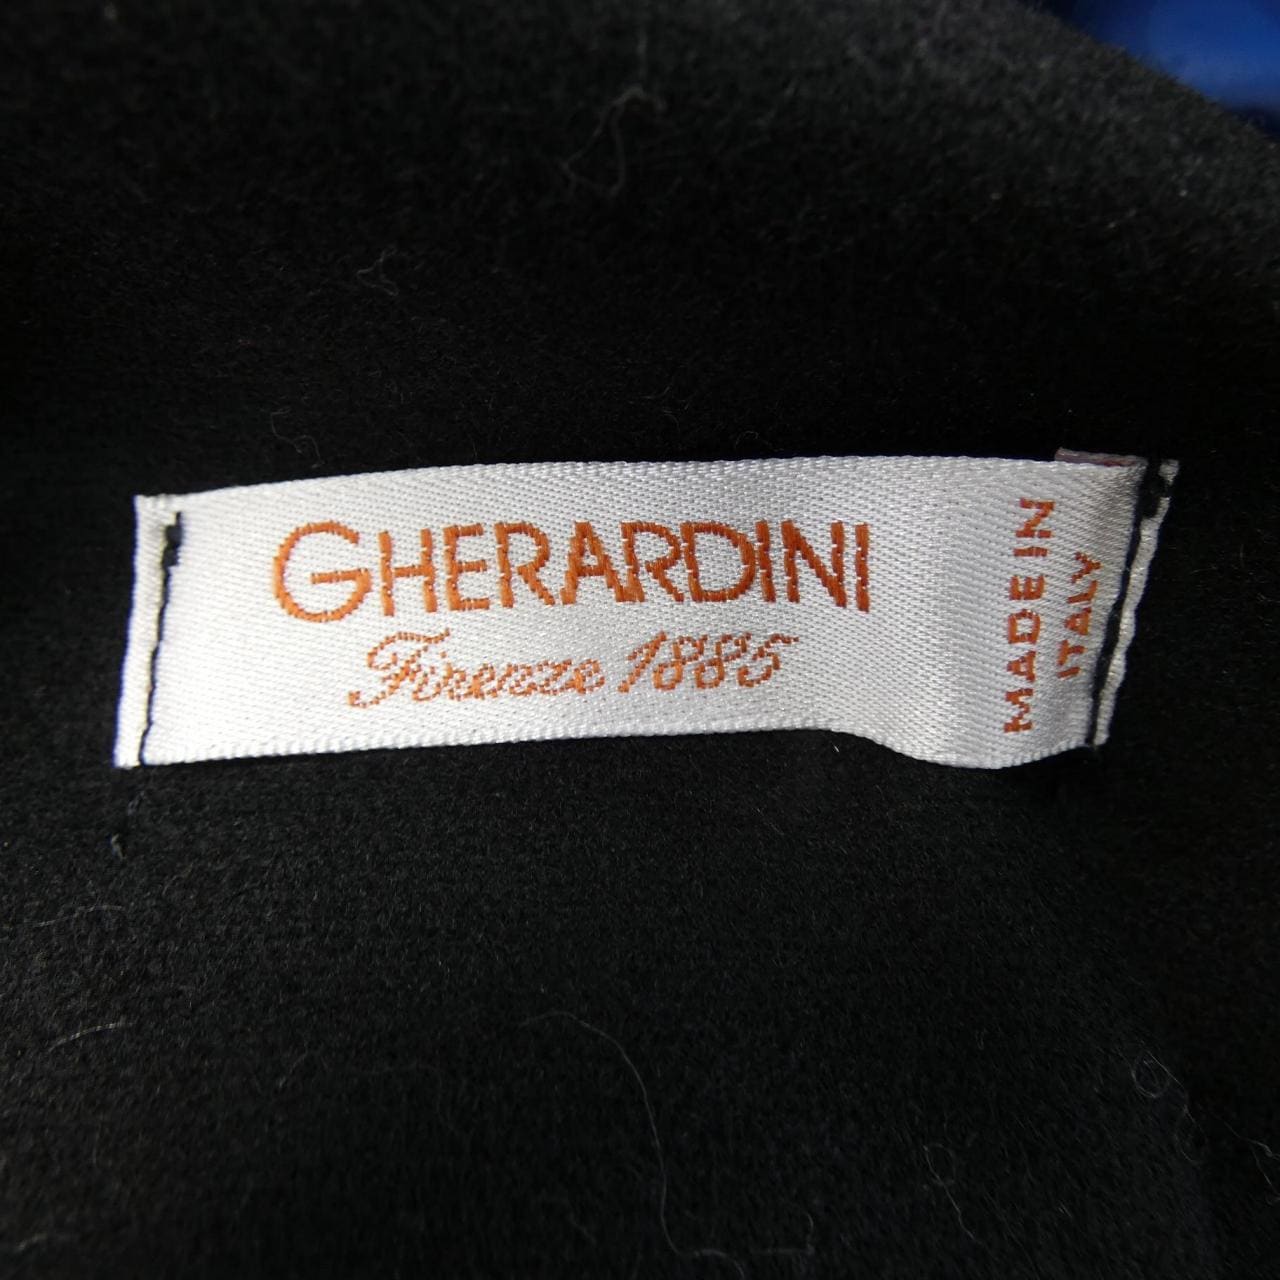 GHERARDINI
Firenze 1885
MADE IN
ITALY